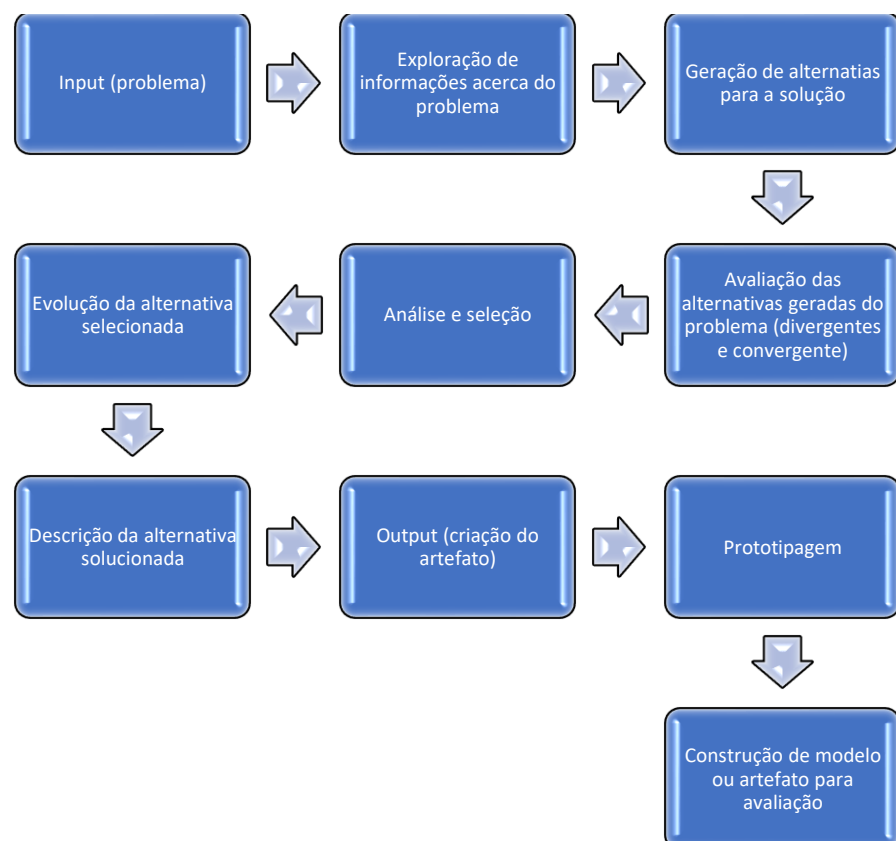 Input (problema)
Exploração de
informações acerca do
problema
Geração de alternatias
para a solução
Avaliação das
alternativas geradas do
problema (divergentes
e convergente)
Análise e seleção
Evolução da alternativa
selecionada
Descrição da alternativa
solucionada
Output (criação do
artefato)
Prototipagem
Construção de modelo
ou artefato para
avaliação